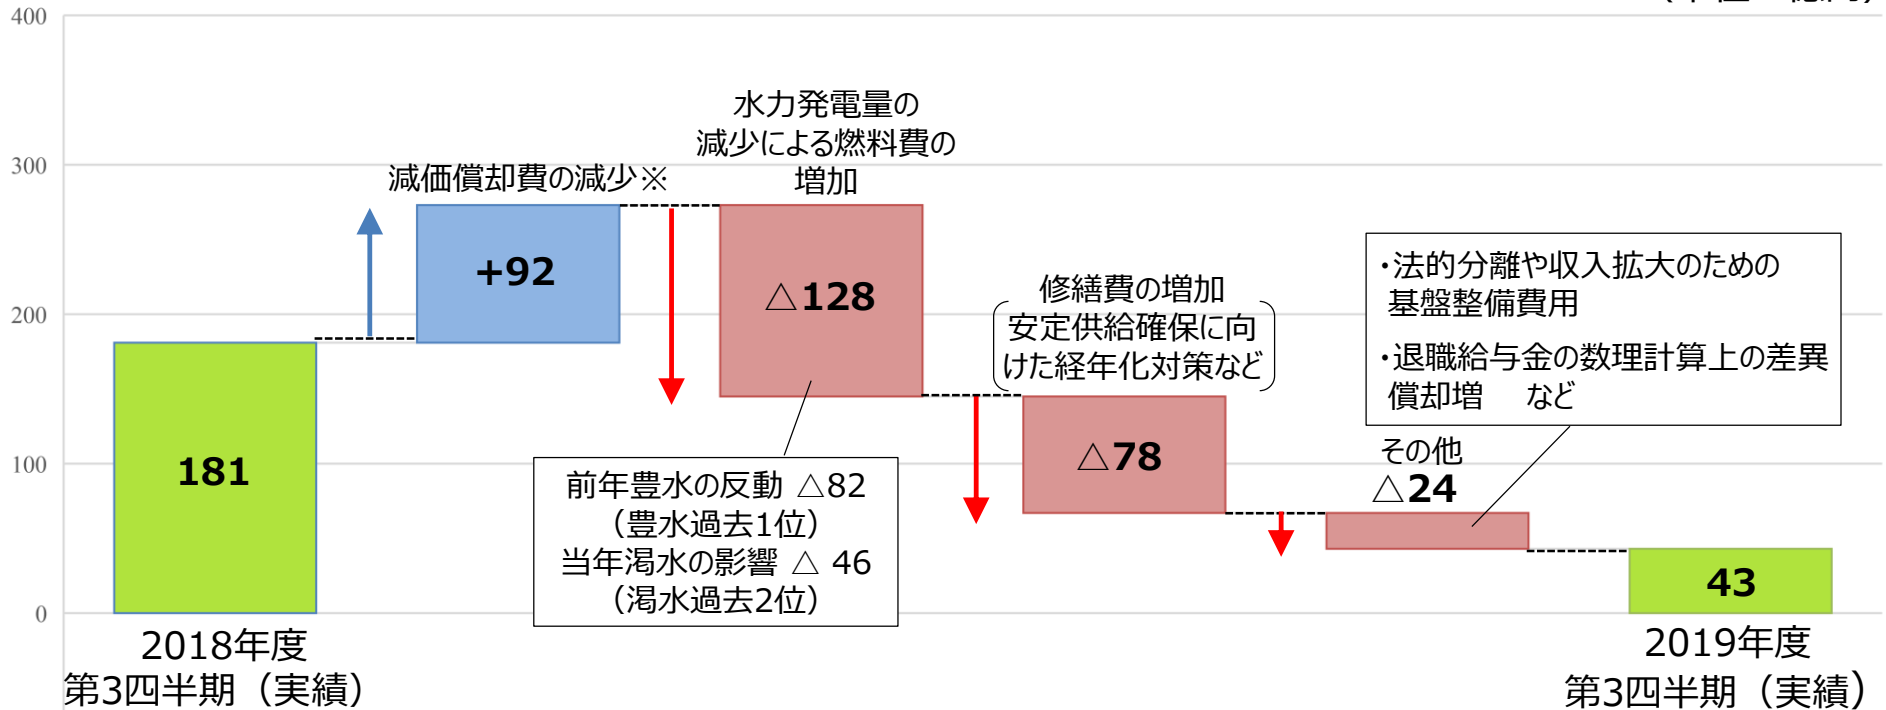 400
300
200
100
0
水力発電量の
減少による燃料費の
増加
減価償却費の減少※
+92
△128
修繕費の増加
安定供給確保に向
けた経年化対策など
・法的分離や収入拡大のための
基盤整備費用
・退職給与金の数理計算上の差異
償却増 など
181
△78
その他
△24
前年豊水の反動 △82
（豊水過去1位）
当年渇水の影響 △ 46
（渇水過去2位）
43
2018年度
第3四半期（実績）
2019年度
第3四半期（実績）